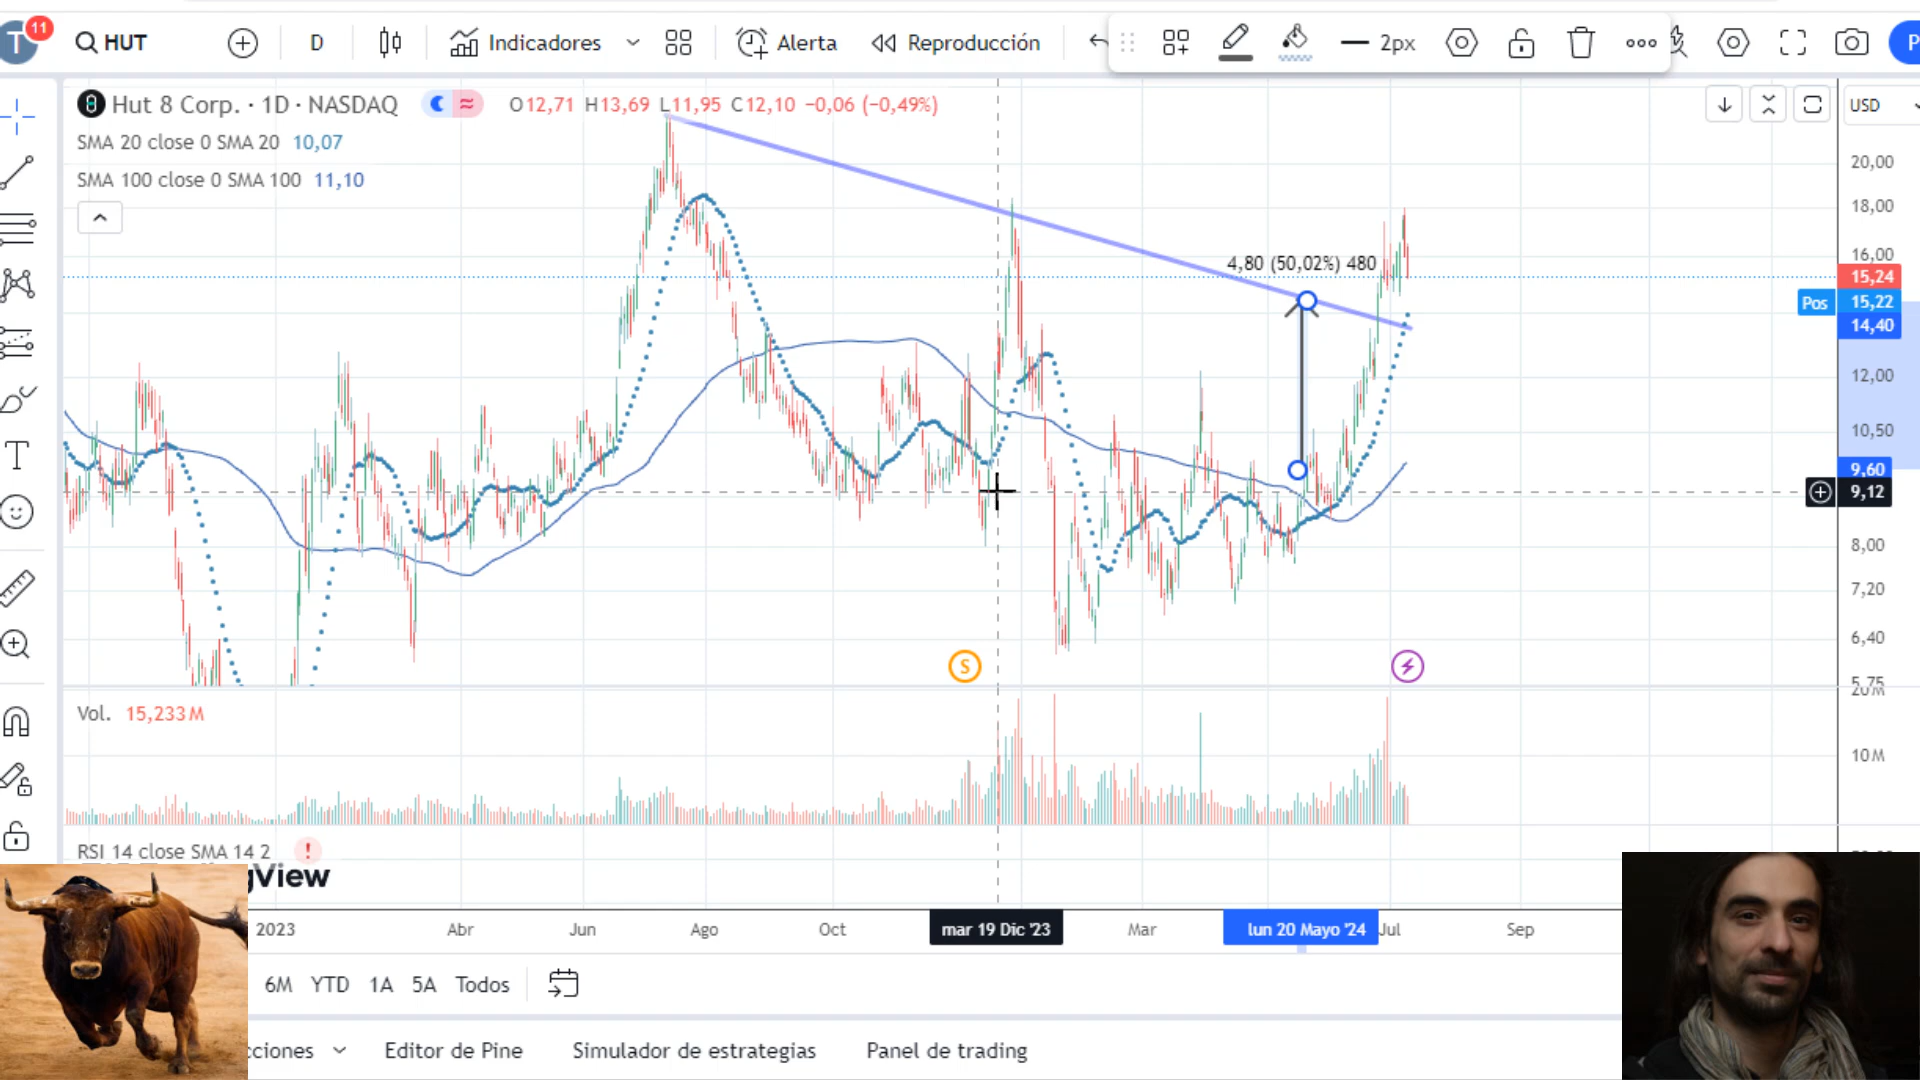 T 11 HUT D Indicadores Alerta Reproducción 2px P
Hut 8 Corp. · 1D · NASDAQ O12,71 H13,69 L11,95 C12,10 −0,06 (−0,49%)
USD
SMA 20 close 0 SMA 20 10,07
SMA 100 close 0 SMA 100 11,10
20,00
18,00
16,00
4,80 (50,02%) 480
15,24
Pos 15,22
14,40
12,00
10,50
9,60
9,12
8,00
7,20
6,40
5,75
S
20M
Vol. 15,233M
10M
RSI 14 close SMA 14 2 !
View
2023 Abr Jun Ago Oct mar 19 Dic '23 Mar lun 20 Mayo '24 Jul Sep
6M YTD 1A 5A Todos
cciones Editor de Pine Simulador de estrategias Panel de trading